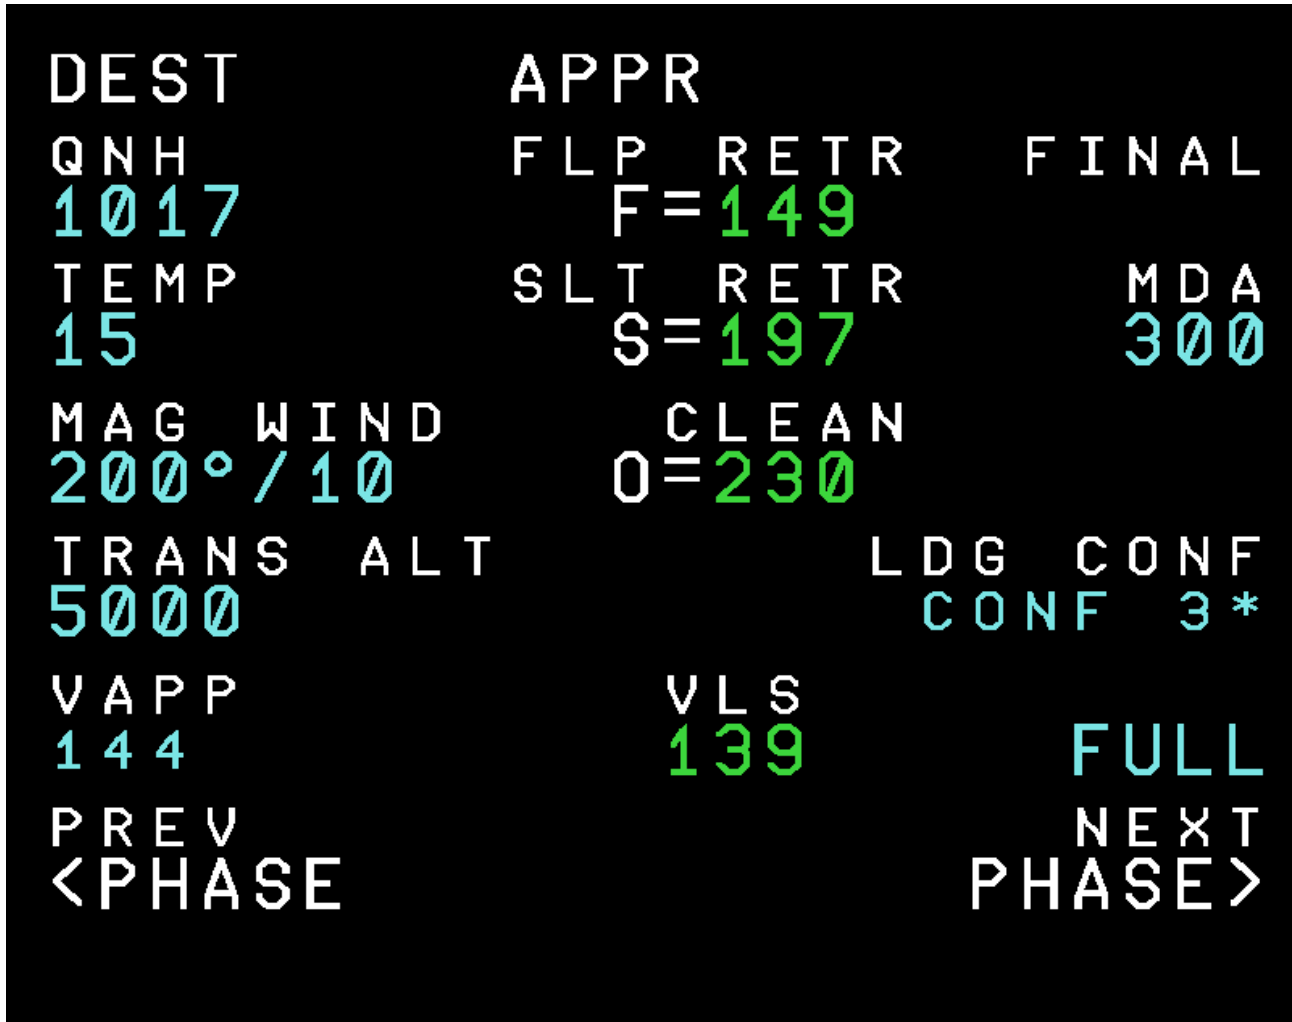 DEST APPR
QNH FLP RETR FINAL
1017 F=149
TEMP SLT RETR MDA
15 S=197 300
MAG WIND CLEAN
200°/10 O=230
TRANS ALT LDG CONF
5000 CONF 3*
VAPP VLS
144 139 FULL
PREV NEXT
<PHASE PHASE>